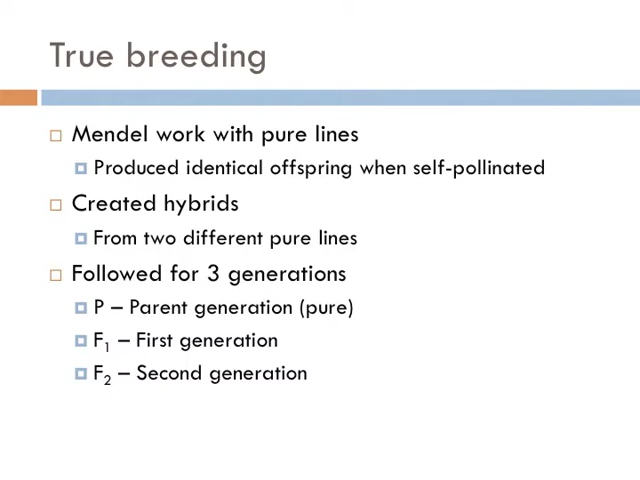 True breeding
Mendel work with pure lines
Produced identical offspring when self-pollinated
Created hybrids
From two different pure lines
Followed for 3 generations
P – Parent generation (pure)
F₁ – First generation
F₂ – Second generation